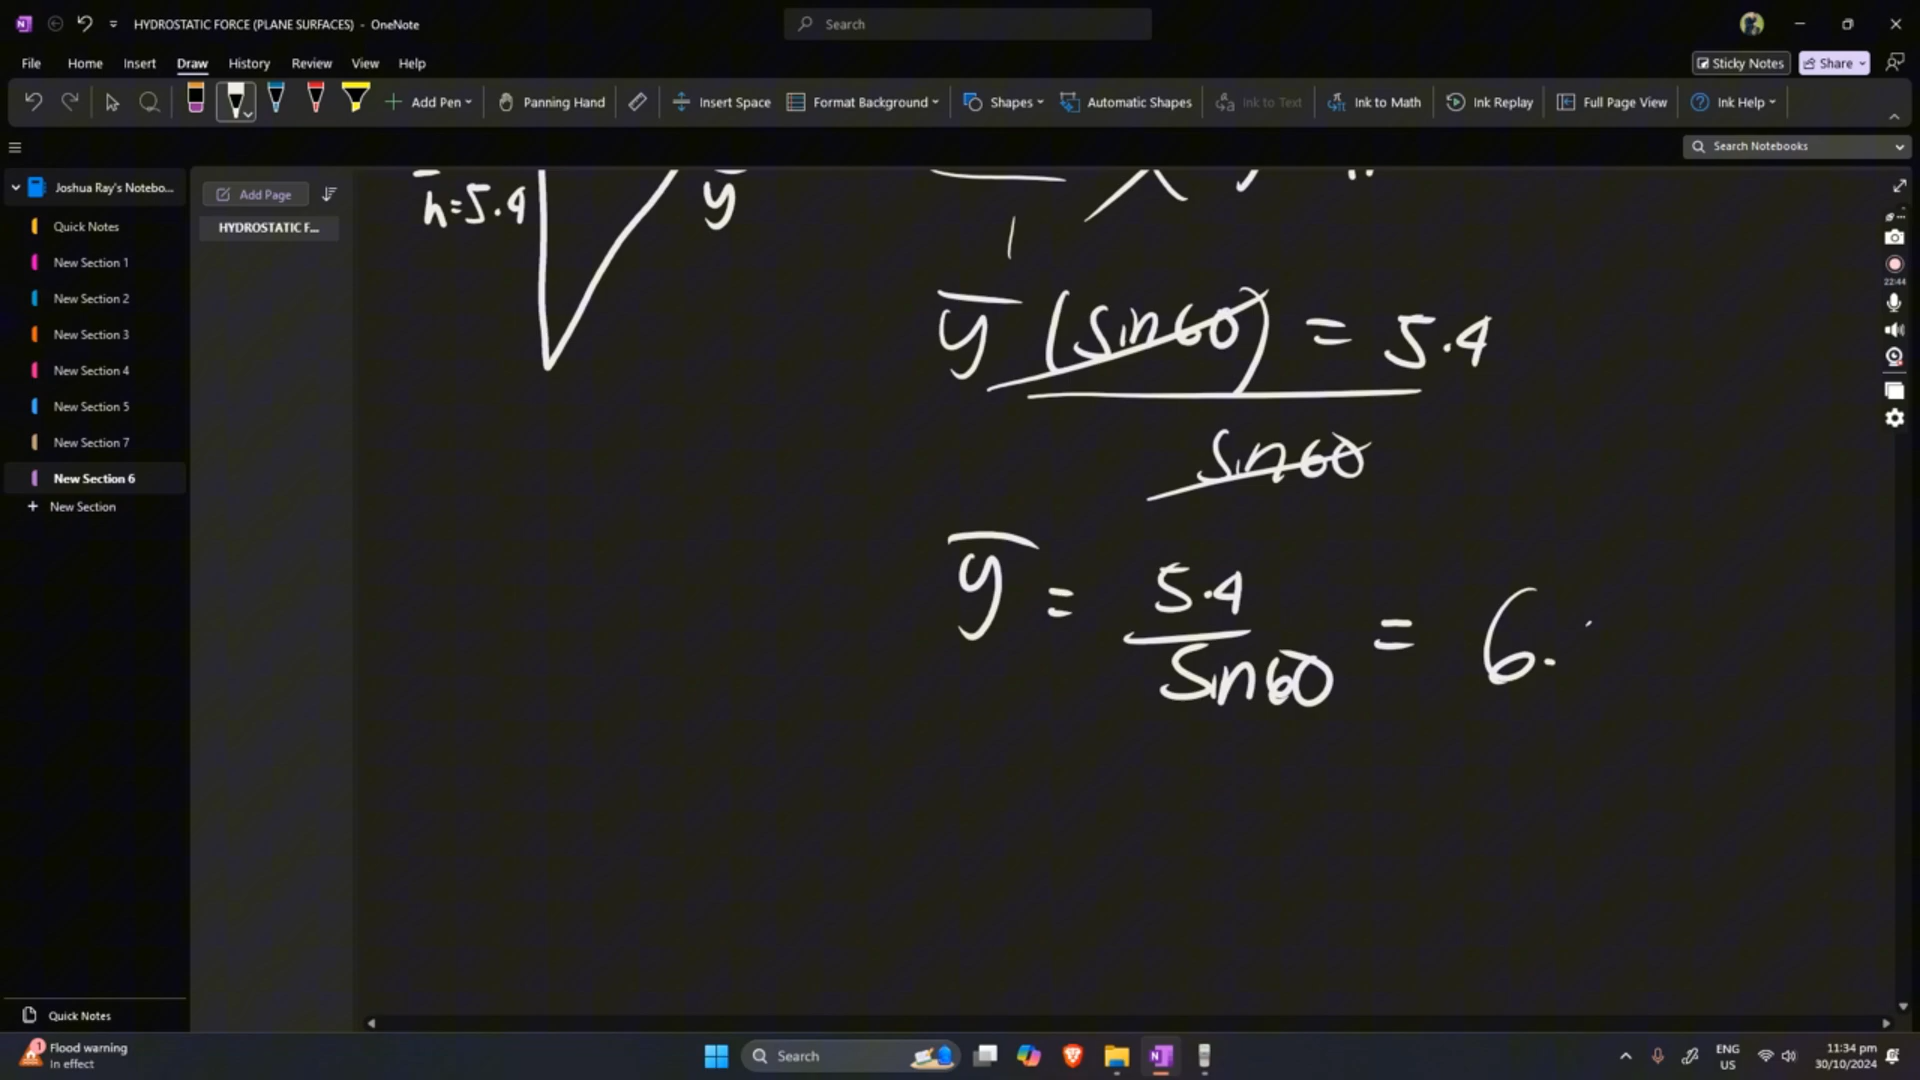 HYDROSTATIC FORCE (PLANE SURFACES) - OneNote
Search
File Home Insert Draw History Review View Help
Sticky Notes Share
Add Pen Panning Hand Insert Space Format Background Shapes Automatic Shapes Ink to Text Ink to Math Ink Replay Full Page View Ink Help
Search Notebooks
Joshua Ray's Notebo...
Quick Notes
New Section 1
New Section 2
New Section 3
New Section 4
New Section 5
New Section 7
New Section 6
New Section
Quick Notes
Add Page
HYDROSTATIC F...
h=5.4
y
1
y (sin60) = 5.4
sin60
y = 5.4 / sin60 = 6.
22:44
Flood warning
In effect
1
Search
ENG
US
11:34 pm
30/10/2024